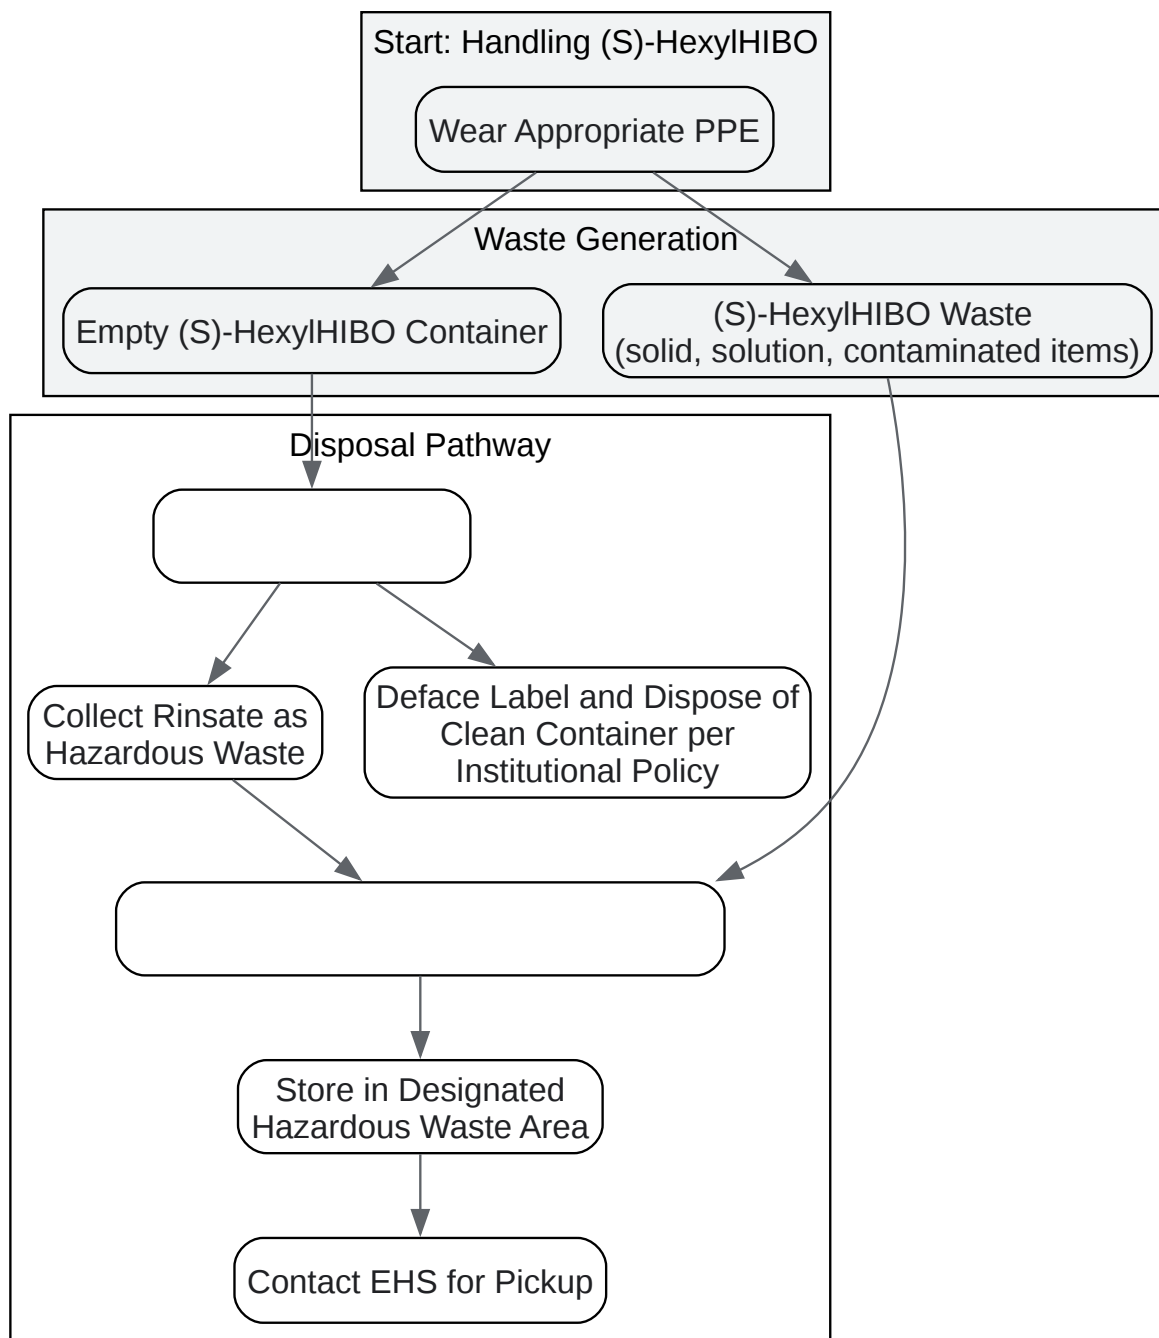 Start: Handling (S)-HexylHIBO
Wear Appropriate PPE
Waste Generation
Empty (S)-HexylHIBO Container
(S)-HexylHIBO Waste
(solid, solution, contaminated items)
Disposal Pathway
Collect Rinsate as
Hazardous Waste
Deface Label and Dispose of
Clean Container per
Institutional Policy
Store in Designated
Hazardous Waste Area
Contact EHS for Pickup